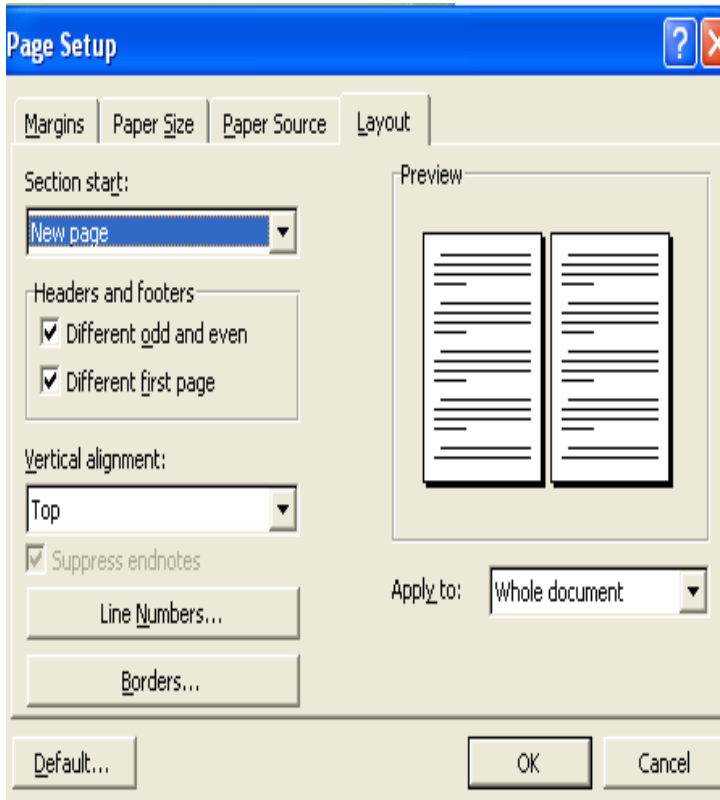 Page Setup
Margins Paper Size Paper Source Layout
Section start:
New page
Headers and footers
Different odd and even
Different first page
Vertical alignment:
Top
Suppress endnotes
Line Numbers...
Borders...
Preview
Apply to: Whole document
Default... OK Cancel